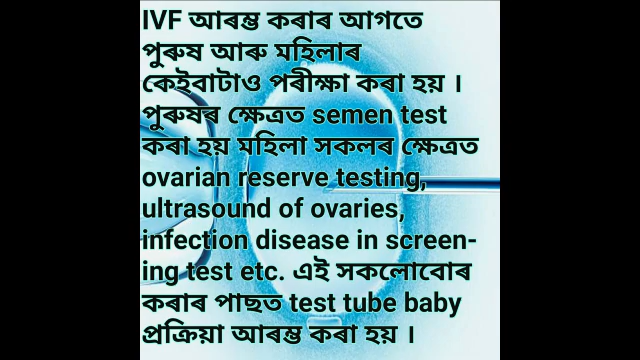 IVF আৰম্ভ কৰাৰ আগতে
পুৰুষ আৰু মহিলাৰ
কেইবাটাও পৰীক্ষা কৰা হয় ।
পুৰুষৰ ক্ষেত্ৰত semen test
কৰা হয় মহিলা সকলৰ ক্ষেত্ৰত
ovarian reserve testing,
ultrasound of ovaries,
infection disease in screen-
ing test etc. এই সকলোবোৰ
কৰাৰ পাছত test tube baby
প্ৰক্ৰিয়া আৰম্ভ কৰা হয় ।